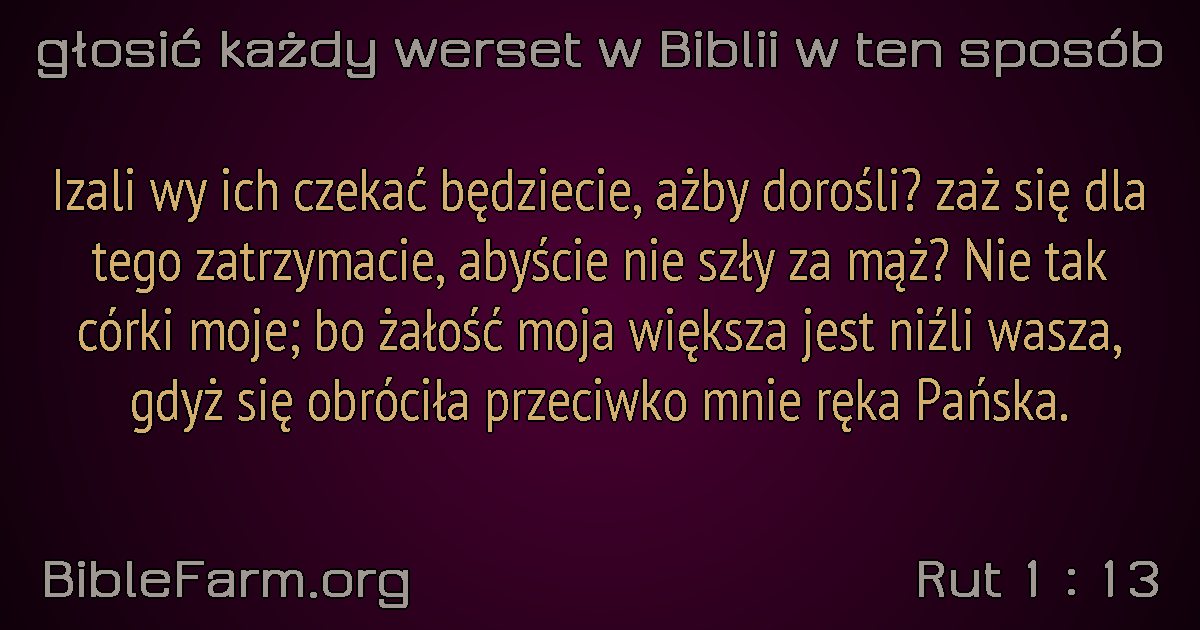 głosić każdy werset w Biblii w ten sposób
Izali wy ich czekać będziecie, ażby dorośli? zaż się dla
tego zatrzymacie, abyście nie szły za mąż? Nie tak
córki moje; bo żałość moja większa jest niźli wasza,
gdyż się obróciła przeciwko mnie ręka Pańska.
BibleFarm.org
Rut 1 : 13